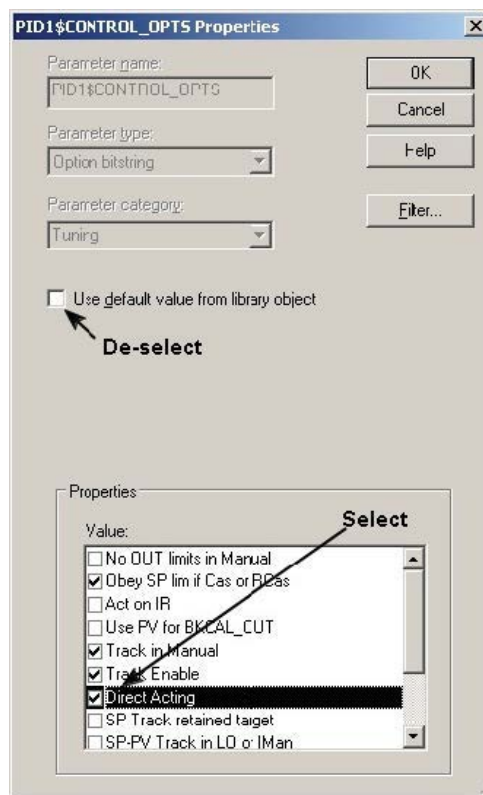 PID1$CONTROL_OPTS Properties
Parameter name:
PID1$CONTROL_OPTS
OK
Cancel
Parameter type:
Option bitstring
Help
Parameter category:
Tuning
Filter...
Use default value from library object
De-select
Properties
Value:
Select
No OUT limits in Manual
Obey SP lim if Cas or RCas
Act on IR
Use PV for BKCAL_OUT
Track in Manual
Track Enable
Direct Acting
SP Track retained target
SP-PV Track in LO or IMan